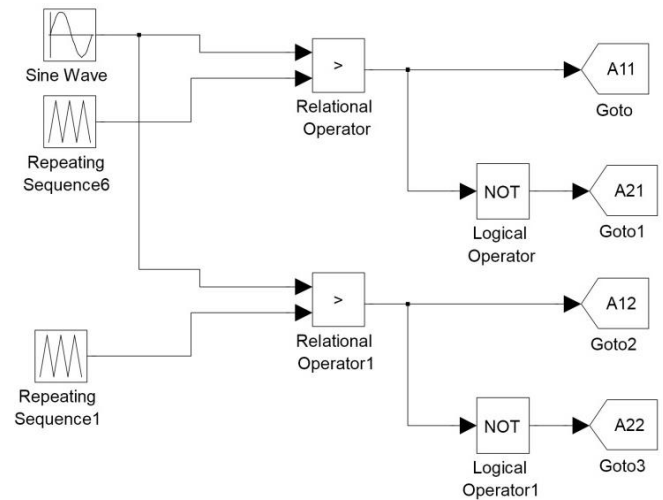 Sine Wave
>
Relational
Operator
A11
Goto
Repeating
Sequence6
NOT
Logical
Operator
A21
Goto1
>
Relational
Operator1
A12
Goto2
Repeating
Sequence1
NOT
Logical
Operator1
A22
Goto3